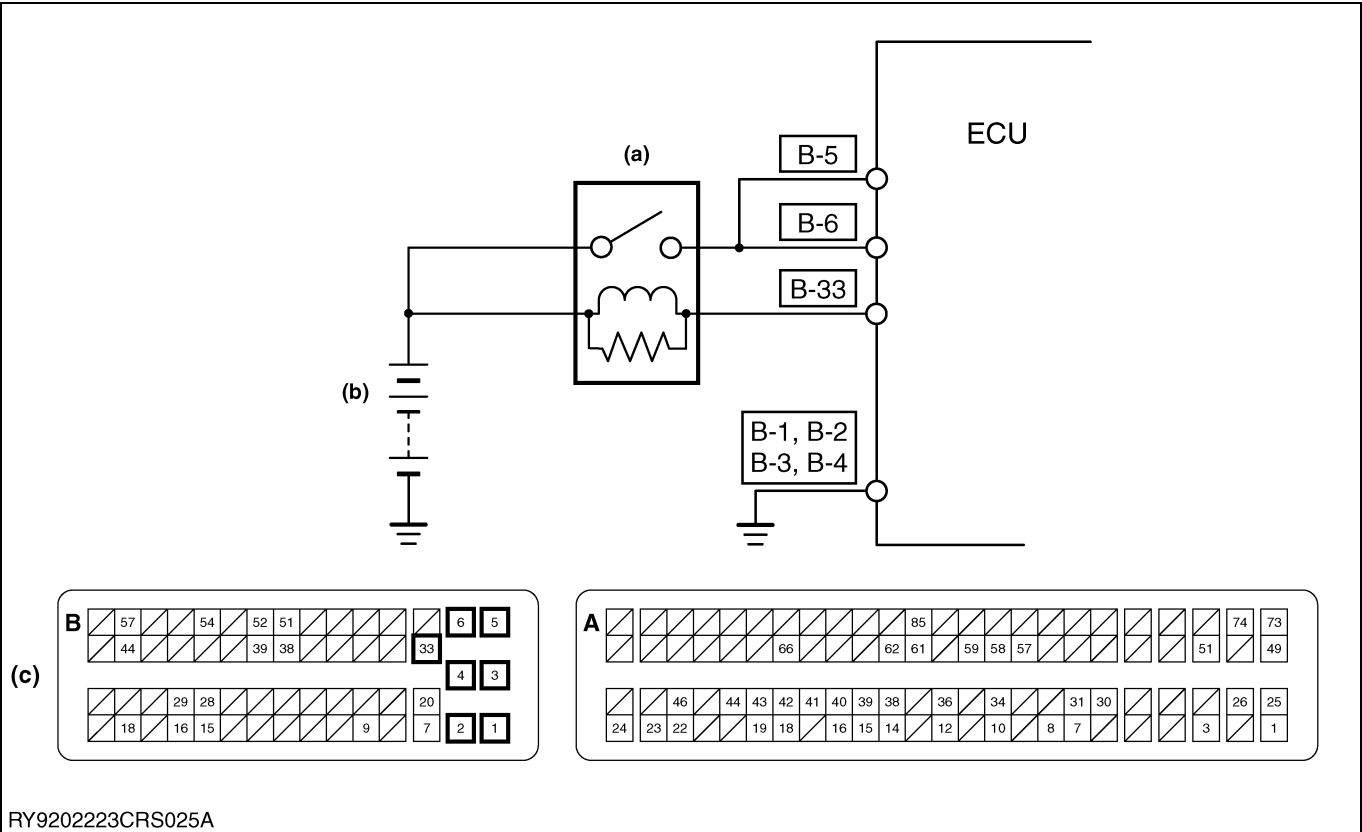 ECU
(a)
B-5
B-6
B-33
(b)
B-1, B-2
B-3, B-4
(c)
B
57 54 52 51 6 5
44 39 38 33
4 3
29 28 20
18 16 15 9 7 2 1
A
85 74 73
66 62 61 59 58 57 51 49
46 44 43 42 41 40 39 38 36 34 31 30 26 25
24 23 22 19 18 16 15 14 12 10 8 7 3 1
RY9202223CRS025A